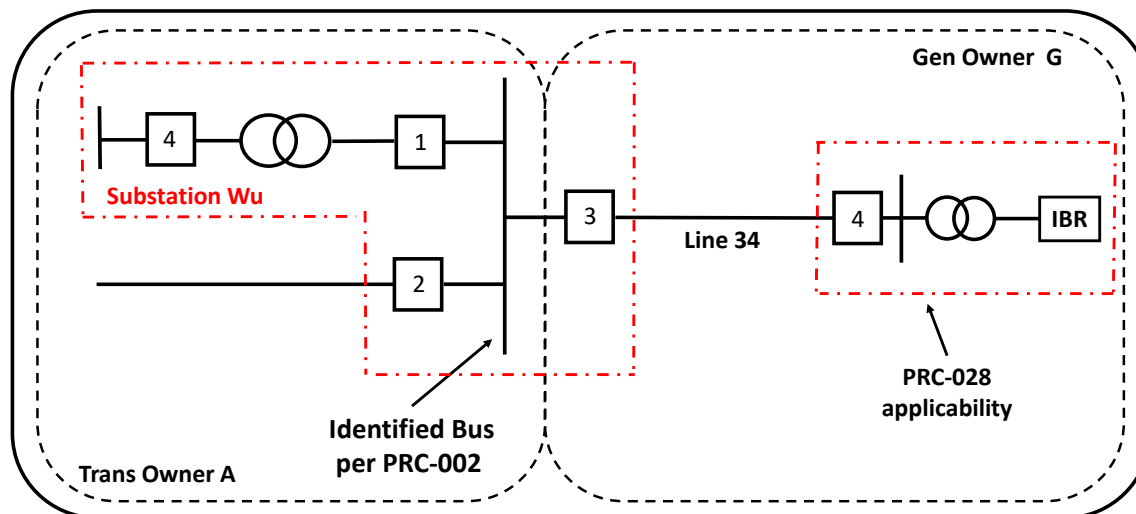 Gen Owner G
4
1
Substation Wu
3
4
IBR
Line 34
2
PRC-028
applicability
Identified Bus
per PRC-002
Trans Owner A